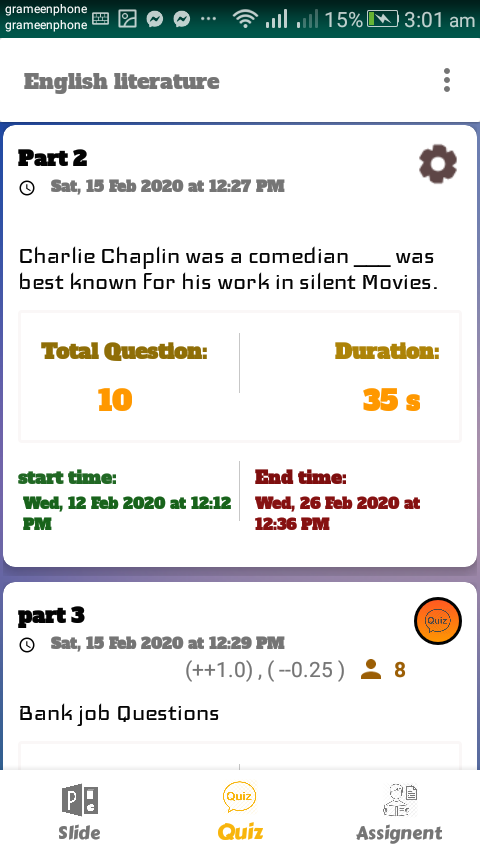 grameenphone
grameenphone
15%
3:01 am
English literature
Part 2
Sat, 15 Feb 2020 at 12:27 PM
Charlie Chaplin was a comedian ____ was
best known for his work in silent Movies.
Total Question:
Duration:
10
35 s
start time:
End time:
Wed, 12 Feb 2020 at 12:12
PM
Wed, 26 Feb 2020 at
12:36 PM
part 3
Quiz
Sat, 15 Feb 2020 at 12:29 PM
(++1.0) , ( --0.25 )
8
Bank job Questions
P
Quiz
Slide
Quiz
Assignent